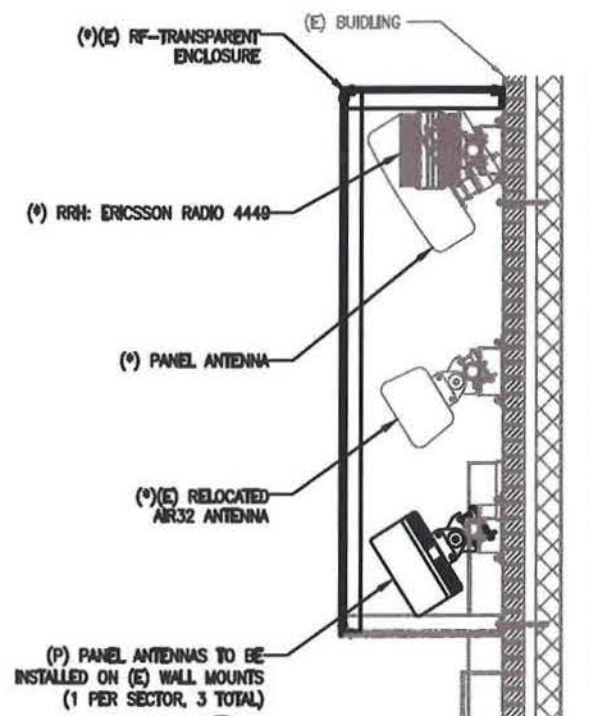 (E) BUIDLING
(*)(E) RF-TRANSPARENT
ENCLOSURE
(*) RRH: ERICSSON RADIO 4449
(*) PANEL ANTENNA
(*)(E) RELOCATED
AIR32 ANTENNA
(P) PANEL ANTENNAS TO BE
INSTALLED ON (E) WALL MOUNTS
(1 PER SECTOR, 3 TOTAL)